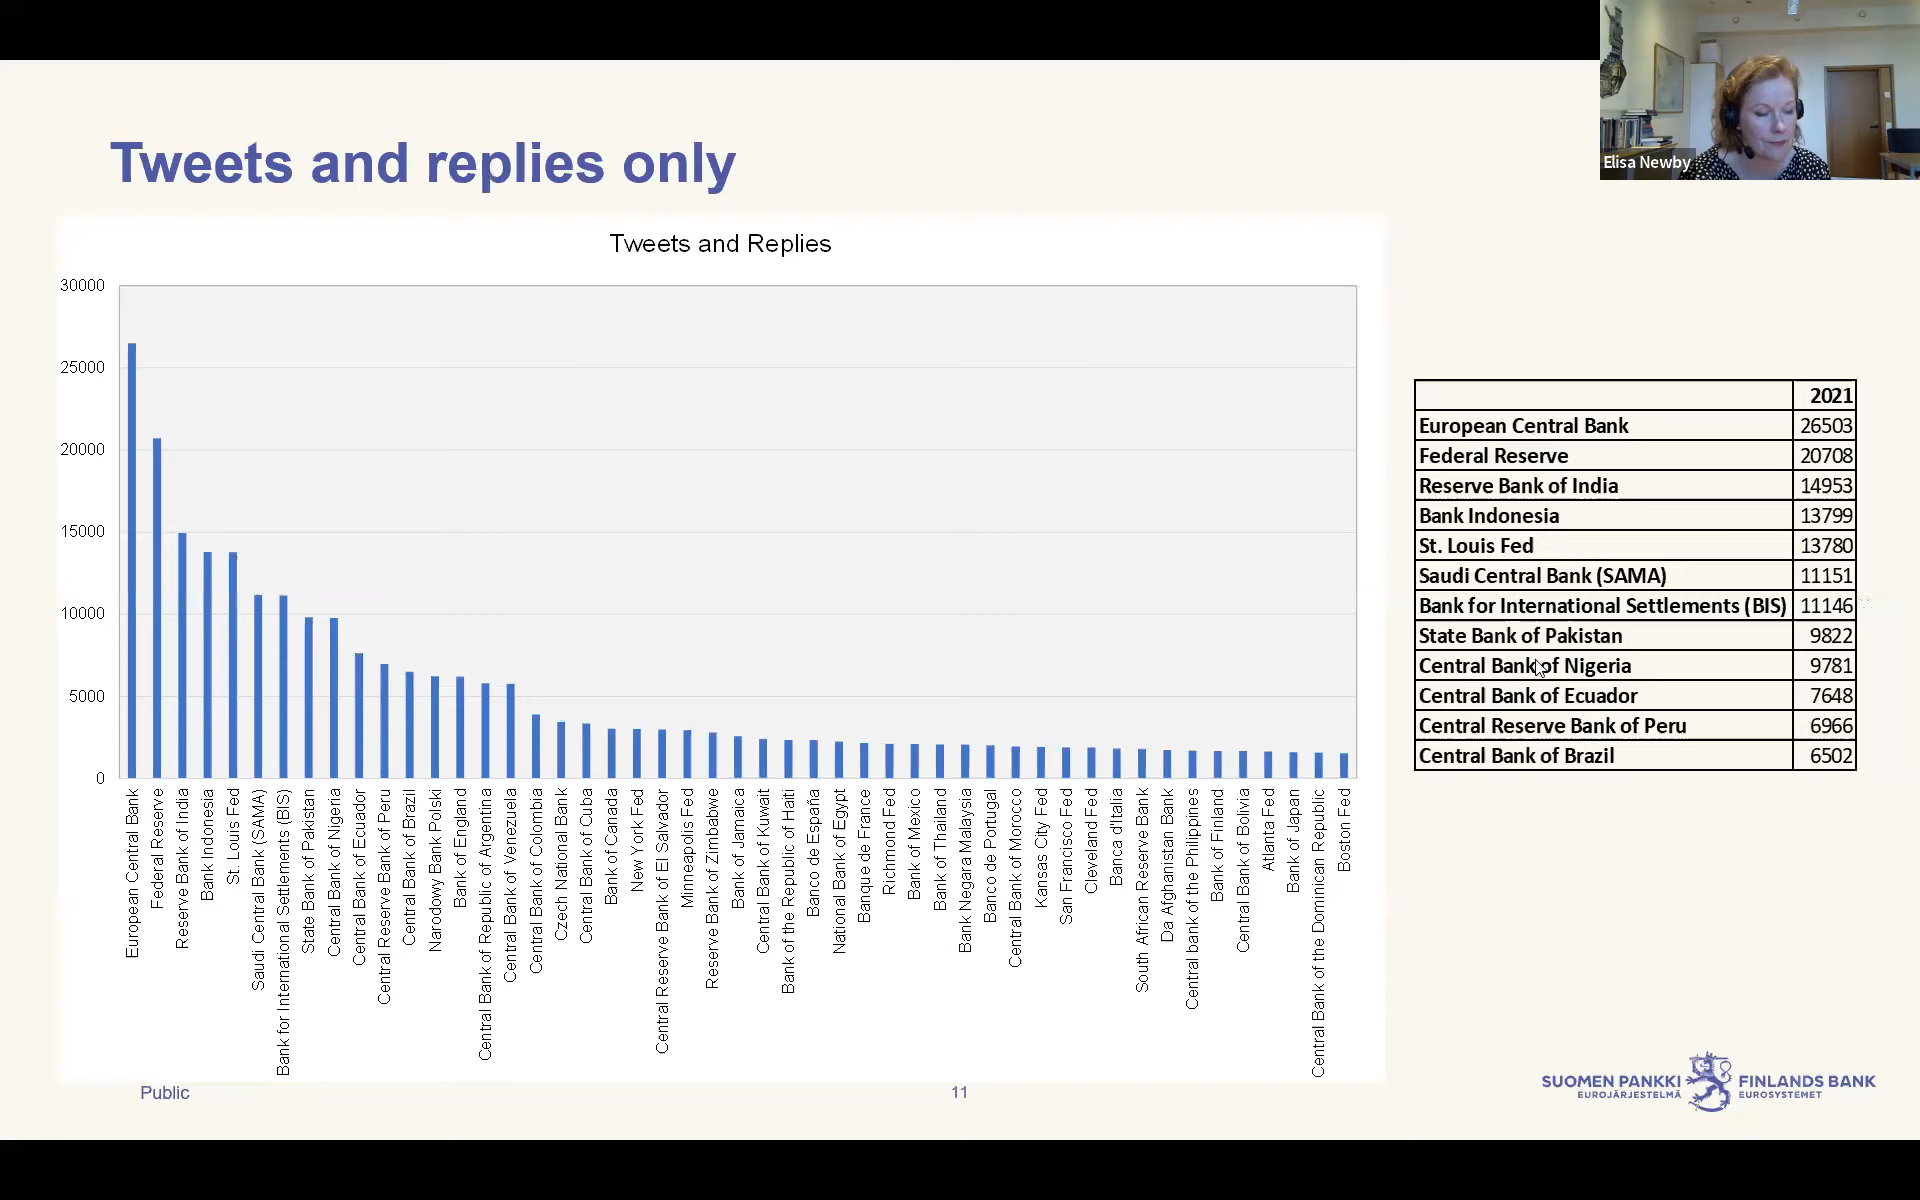 Elisa Newby
Tweets and replies only
Tweets and Replies
30000
25000
20000
15000
10000
5000
0
European Central Bank
Federal Reserve
Reserve Bank of India
Bank Indonesia
St. Louis Fed
Saudi Central Bank (SAMA)
Bank for International Settlements (BIS)
State Bank of Pakistan
Central Bank of Nigeria
Central Bank of Ecuador
Central Reserve Bank of Peru
Central Bank of Brazil
Narodowy Bank Polski
Bank of England
Central Bank of Republic of Argentina
Central Bank of Venezuela
Central Bank of Colombia
Czech National Bank
Central Bank of Cuba
Bank of Canada
New York Fed
Central Reserve Bank of El Salvador
Minneapolis Fed
Reserve Bank of Zimbabwe
Bank of Jamaica
Central Bank of Kuwait
Bank of the Republic of Haiti
Banco de España
National Bank of Egypt
Banque de France
Richmond Fed
Bank of Mexico
Bank of Thailand
Bank Negara Malaysia
Banco de Portugal
Central Bank of Morocco
Kansas City Fed
San Francisco Fed
Cleveland Fed
Banca d'Italia
South African Reserve Bank
Da Afghanistan Bank
Central bank of the Philippines
Bank of Finland
Central Bank of Bolivia
Atlanta Fed
Bank of Japan
Central Bank of the Dominican Republic
Boston Fed
2021
European Central Bank 26503
Federal Reserve 20708
Reserve Bank of India 14953
Bank Indonesia 13799
St. Louis Fed 13780
Saudi Central Bank (SAMA) 11151
Bank for International Settlements (BIS) 11146
State Bank of Pakistan 9822
Central Bank of Nigeria 9781
Central Bank of Ecuador 7648
Central Reserve Bank of Peru 6966
Central Bank of Brazil 6502
Public
11
SUOMEN PANKKI FINLANDS BANK
EUROJÄRJESTELMÄ EUROSYSTEMET